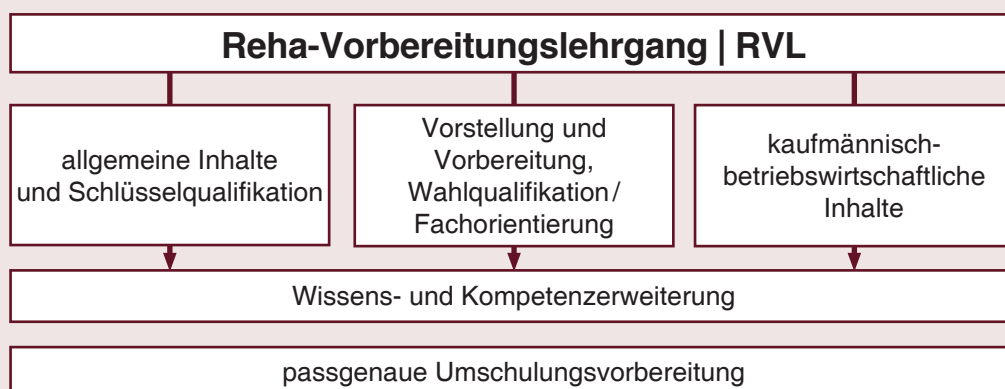 Reha-Vorbereitungslehrgang | RVL
allgemeine Inhalte
und Schlüsselqualifikation
Vorstellung und
Vorbereitung,
Wahlqualifikation/
Fachorientierung
kaufmännisch-
betriebswirtschaftliche
Inhalte
Wissens- und Kompetenzerweiterung
passgenaue Umschulungsvorbereitung